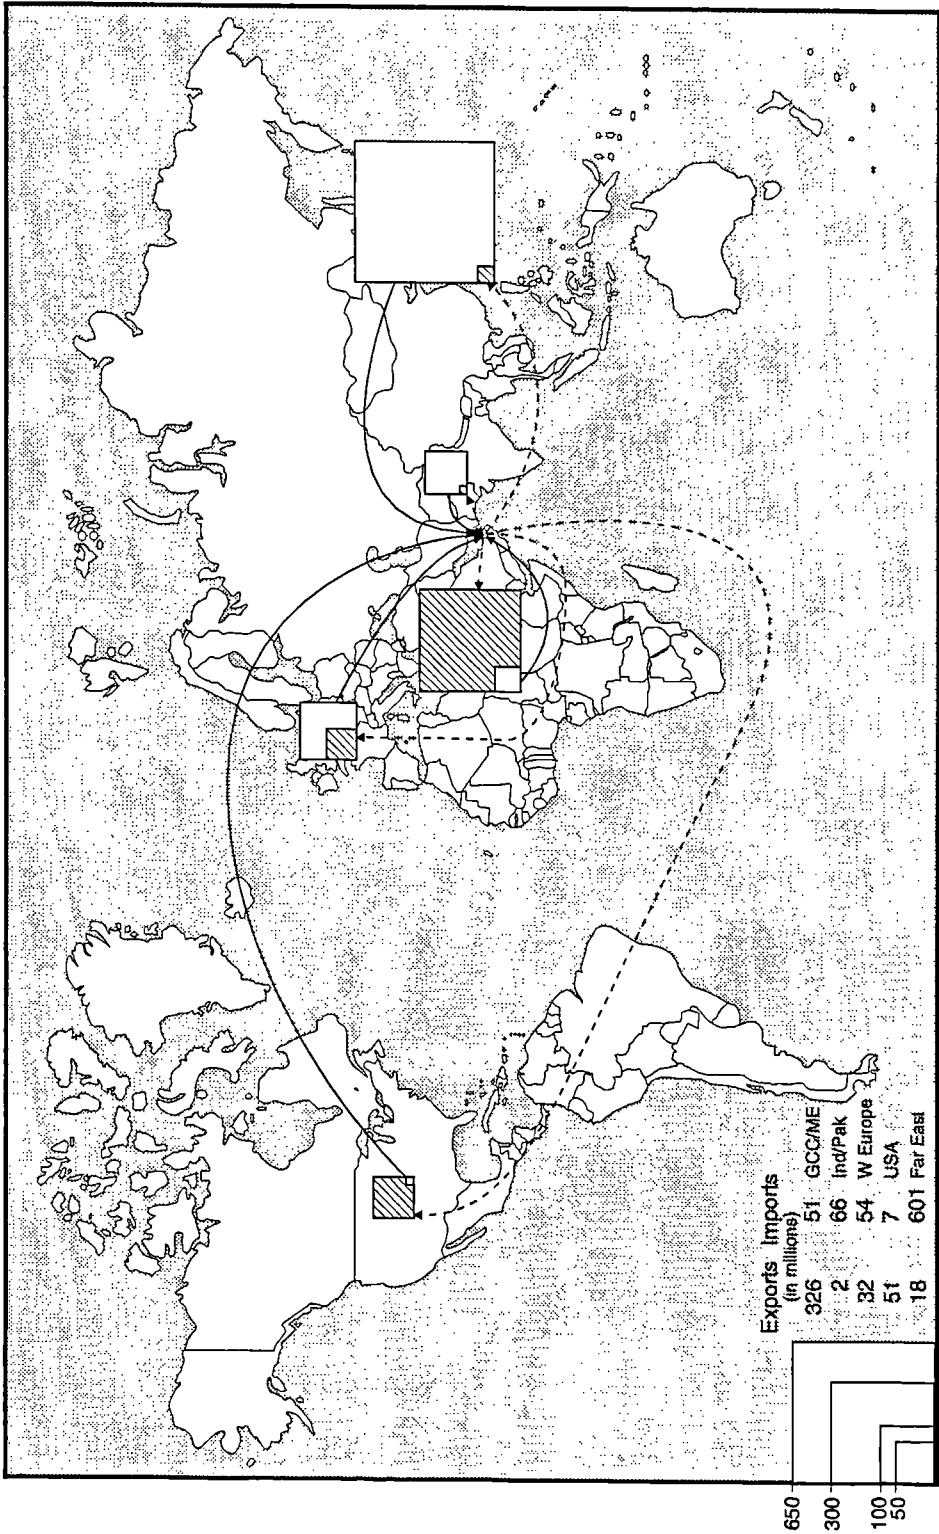 Exports Imports
(in millions)
326 51 GCC/ME
2 66 Ind/Pak
32 54 W Europe
51 7 USA
18 601 Far East
650
300
100
50